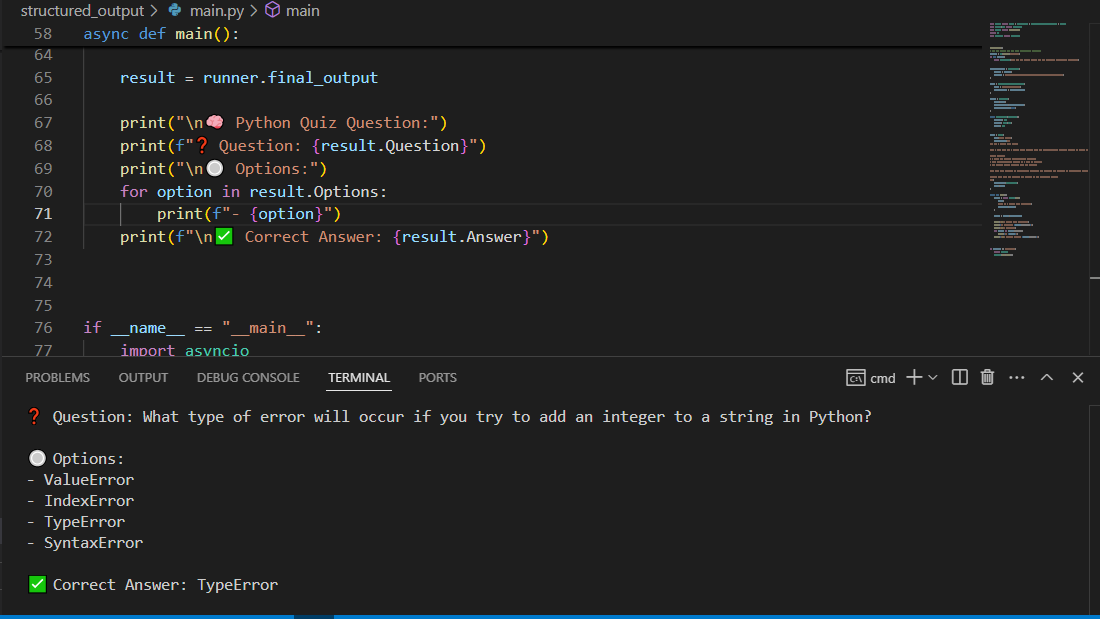 structured_output > main.py > main
58 async def main():
64
65 result = runner.final_output
66
67 print("\n🧠 Python Quiz Question:")
68 print(f"❓ Question: {result.Question}")
69 print("\n⚪ Options:")
70 for option in result.Options:
71 print(f"- {option}")
72 print(f"\n✅ Correct Answer: {result.Answer}")
73
74
75
76 if __name__ == "__main__":
77 import asyncio
PROBLEMS OUTPUT DEBUG CONSOLE TERMINAL PORTS cmd
❓ Question: What type of error will occur if you try to add an integer to a string in Python?
⚪ Options:
- ValueError
- IndexError
- TypeError
- SyntaxError
✅ Correct Answer: TypeError